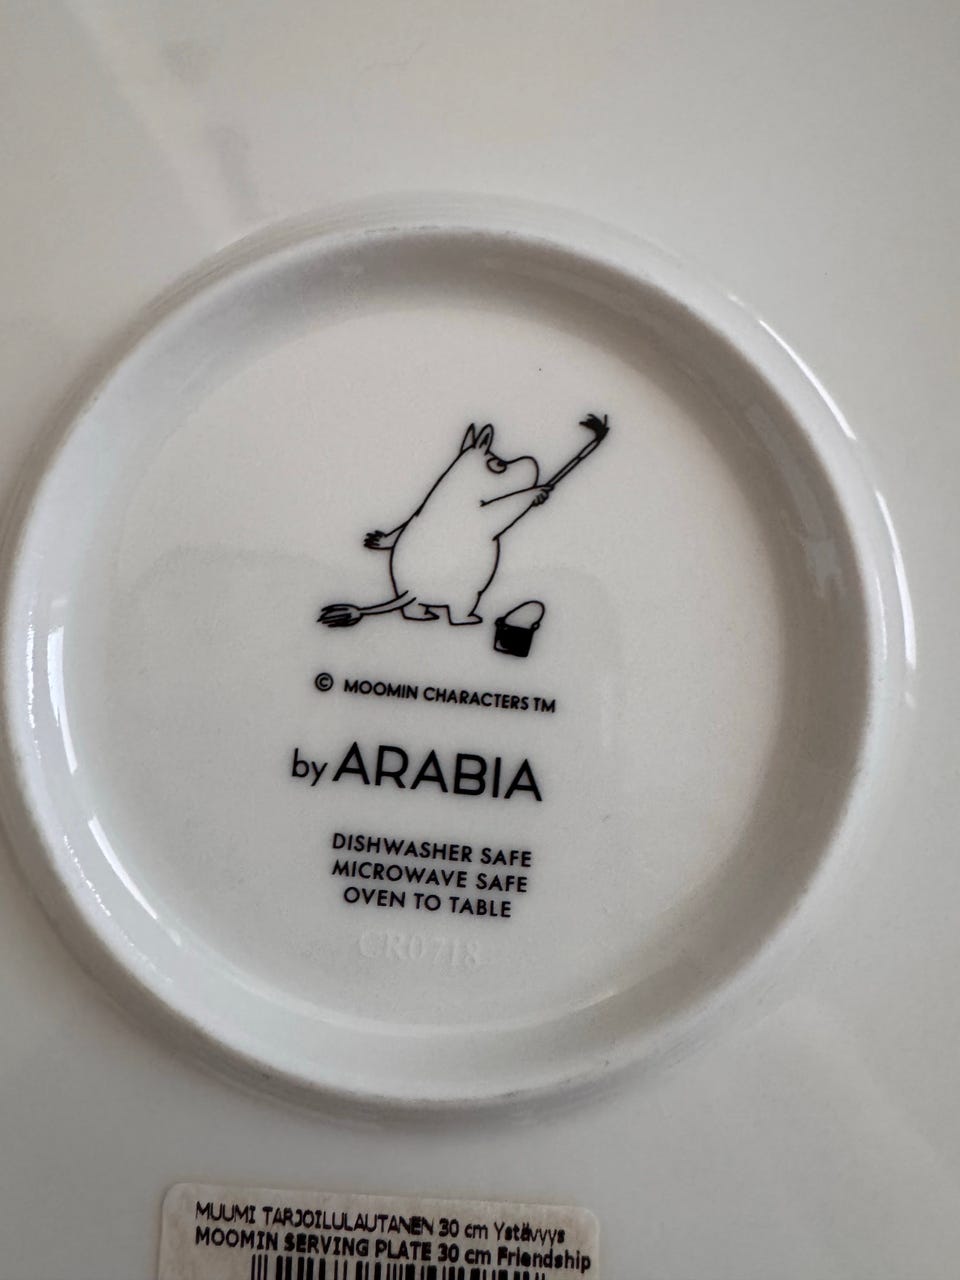 © MOOMIN CHARACTERS TM
by ARABIA
DISHWASHER SAFE
MICROWAVE SAFE
OVEN TO TABLE
CR0718
MUUMI TARJOILULAUTANEN 30 cm Ystävyys
MOOMIN SERVING PLATE 30 cm Friendship